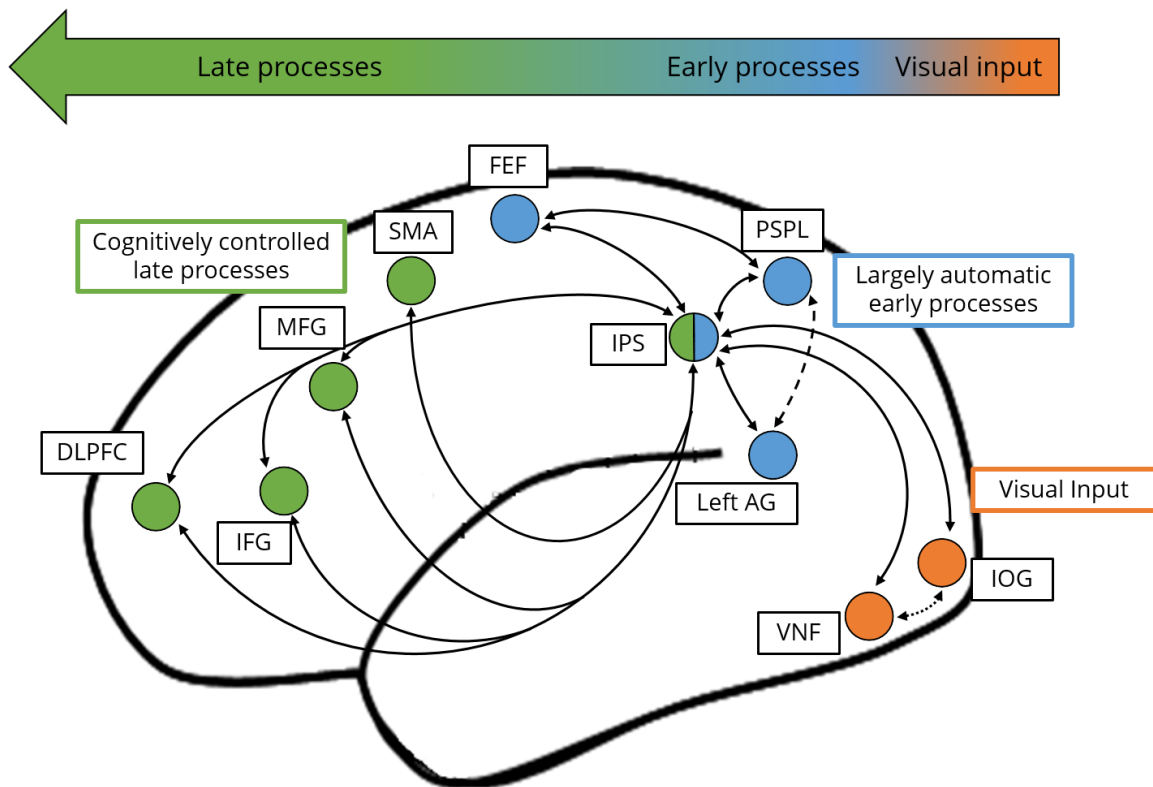 Late processes
Early processes
Visual input
FEF
SMA
PSPL
Cognitively controlled
late processes
Largely automatic
early processes
MFG
IPS
DLPFC
Left AG
Visual Input
IFG
IOG
VNF